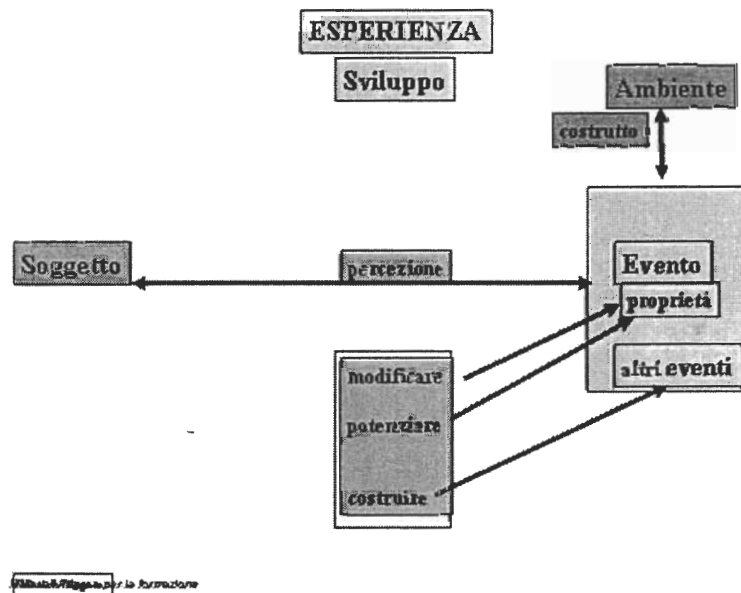 ESPERIENZA
Sviluppo
Ambiente
costrutto
Soggetto
percezione
Evento
proprietà
altri eventi
modificare
potenziare
costruire
per la formazione